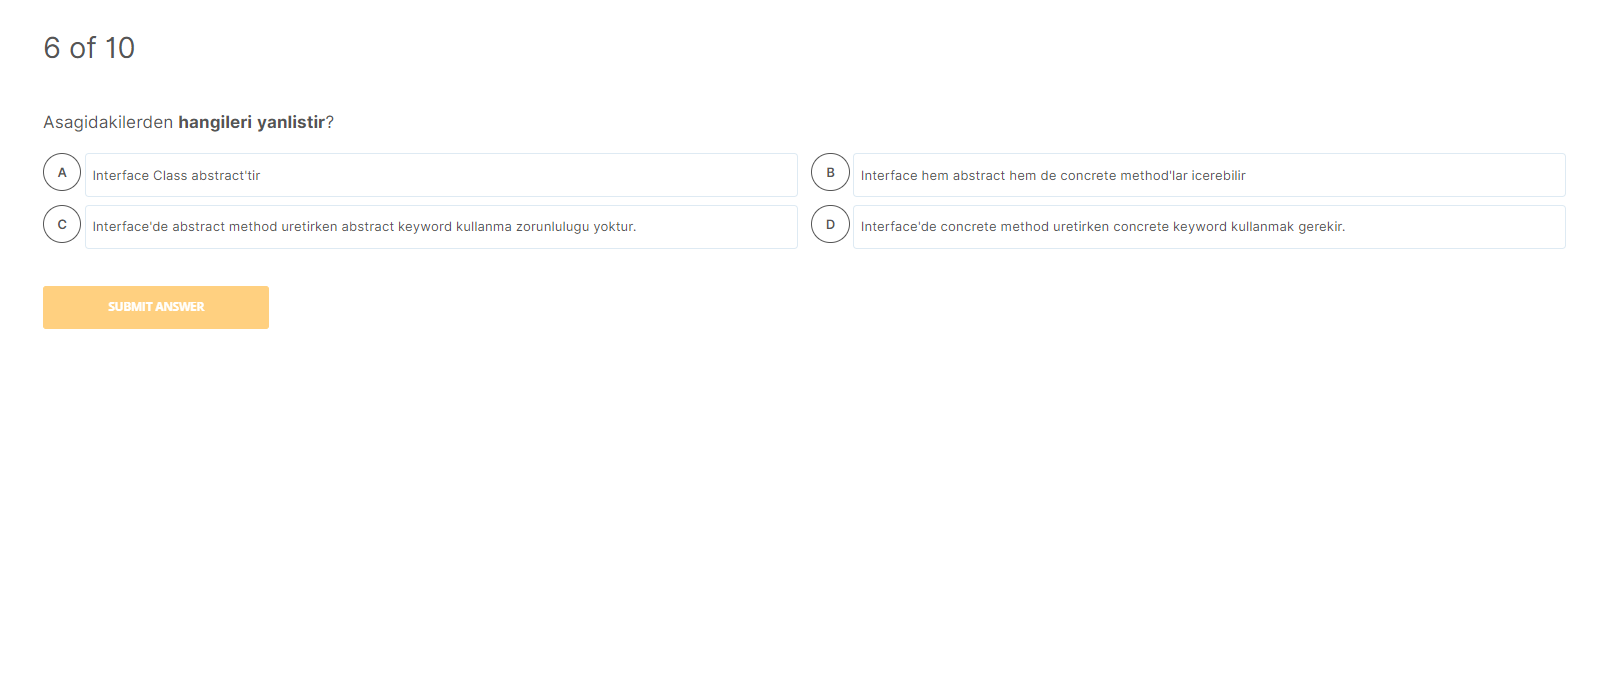 6 of 10
Asagidakilerden hangileri yanlistir?
A Interface Class abstract'tir
B Interface hem abstract hem de concrete method'lar icerebilir
C Interface'de abstract method uretirken abstract keyword kullanma zorunlulugu yoktur.
D Interface'de concrete method uretirken concrete keyword kullanmak gerekir.
SUBMIT ANSWER